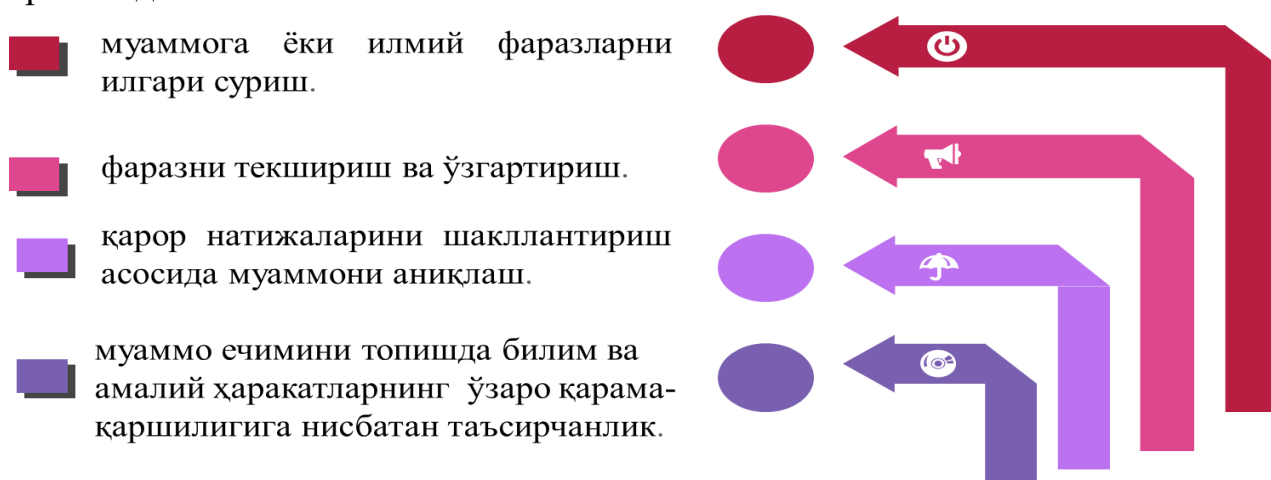 муаммога ёки илмий фаразларни
илгари суриш.
фаразни текшириш ва ўзгартириш.
қарор натижаларини шакллантириш
асосида муаммони аниқлаш.
муаммо ечимини топишда билим ва
амалий ҳаракатларнинг ўзаро қарама-
қаршилигига нисбатан таъсирчанлик.